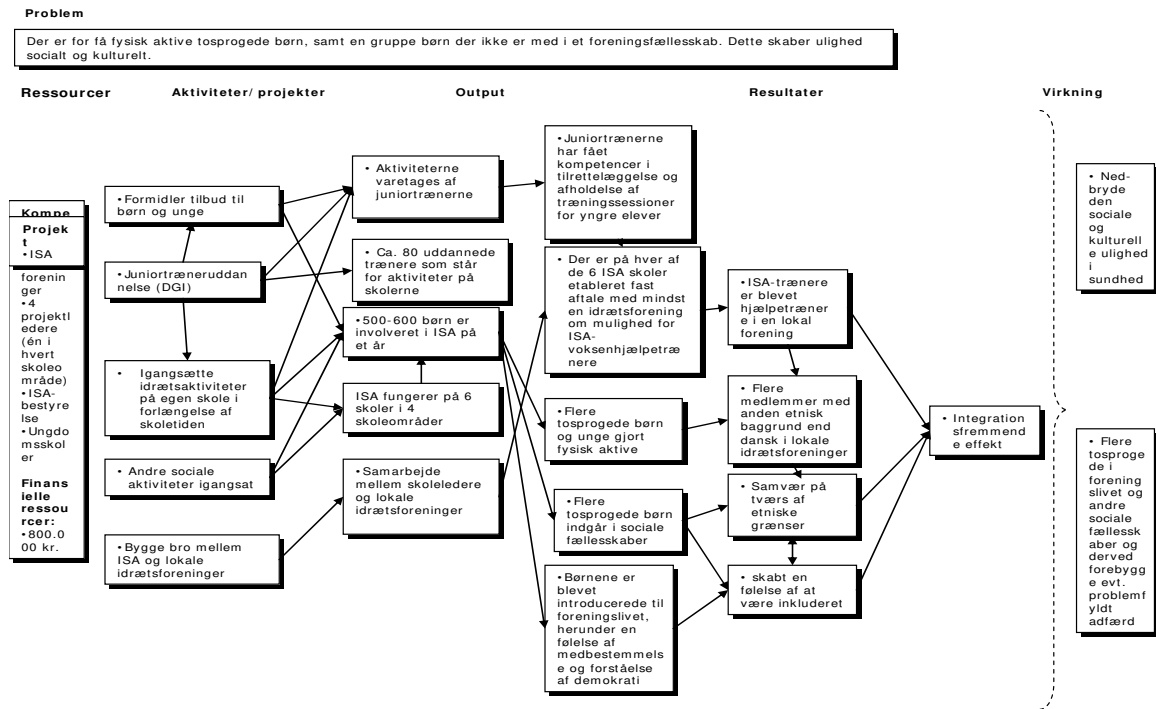 Problem
Der er for få fysisk aktive tosprogede børn, samt en gruppe børn der ikke er med i et foreningsfællesskab. Dette skaber ulighed
socialt og kulturelt.
Ressourcer
Aktiviteter/ projekter
Output
Resultater
Virkning
Kompe
Projek
t
•ISA
forenin
ger
•4
projektl
edere
(én i
hvert
skoleo
mråde)
•ISA-
bestyre
lse
•Ungdo
msskol
er
Finans
ielle
ressou
rcer:
•800.0
00 kr.
•Formidler tilbud til
børn og unge
•Juniortræneruddan
nelse (DGI)
• Igangsætte
idrætsaktiviteter
på egen skole i
forlængelse af
skoletiden
• Andre sociale
aktiviteter igangsat
•Bygge bro mellem
ISA og lokale
idrætsforeninger
• Aktiviteterne
varetages af
juniortrænerne
• Ca. 80 uddannede
trænere som står
for aktiviteter på
skolerne
•500-600 børn er
involveret i ISA på
et år
ISA fungerer på 6
skoler i 4
skoleområder
•Samarbejde
mellem skoleledere
og lokale
idrætsforeninger
•Juniortrænerne
har fået
kompetencer i
tilrettelæggelse og
afholdelse af
træningssessioner
for yngre elever
• Der er på hver af
de 6 ISA skoler
etableret fast
aftale med mindst
en idrætsforening
om mulighed for
ISA-
voksenhjælpetræ
nere
•Flere
tosprogede børn
og unge gjort
fysisk aktive
•Flere
tosprogede børn
indgår i sociale
fællesskaber
•Børnene er
blevet
introducerede til
foreningslivet,
herunder en
følelse af
medbestemmels
e og forståelse
af demokrati
•ISA-trænere
er blevet
hjælpetræner
e i en lokal
forening
•Flere
medlemmer med
anden etnisk
baggrund end
dansk i lokale
idrætsforeninger
• Samvær på
tværs af
etniske
grænser
• skabt en
følelse af at
være inkluderet
• Integration
sfremmend
e effekt
• Ned-
bryde
den
sociale
og
kulturell
e ulighed
i
sundhed
• Flere
tosproge
de i
forening
slivet og
andre
sociale
fællessk
aber og
derved
forebygg
e evt.
problemf
yldt
adfærd